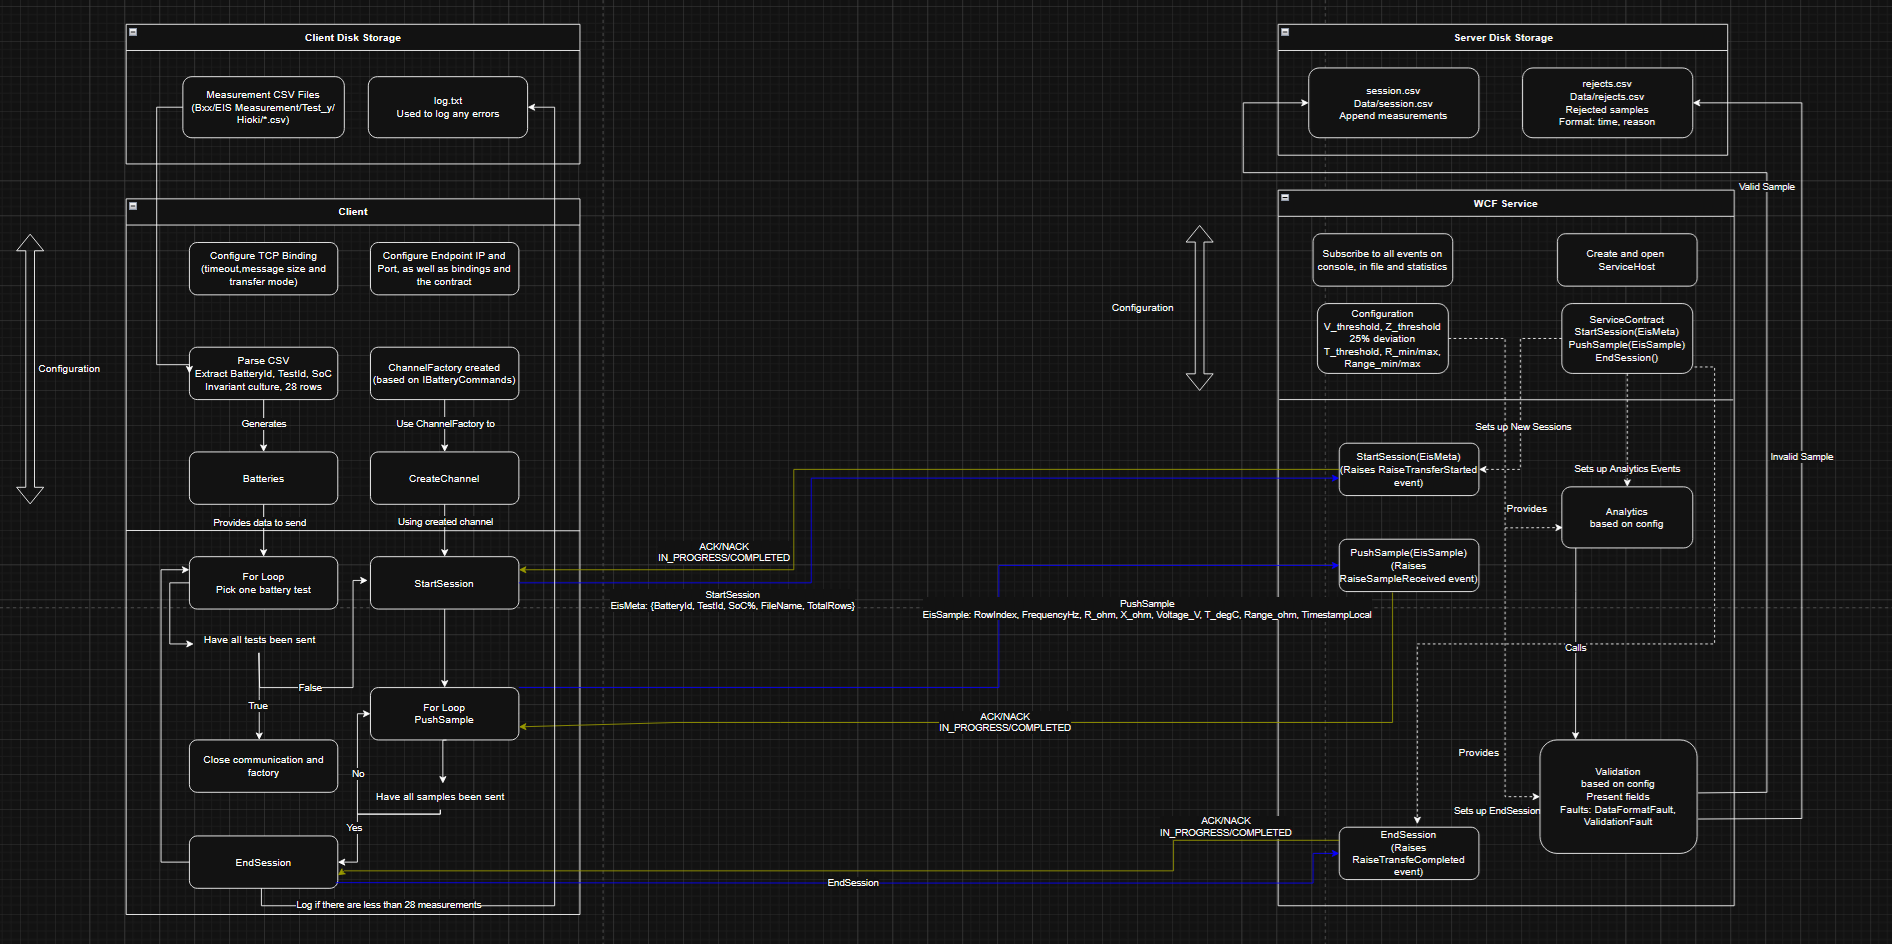 Client Disk Storage
Measurement CSV Files
(Bxx/EIS Measurement/Test_y/
Hioki/*.csv)
log.txt
Used to log any errors
Client
Configure TCP Binding
(timeout,message size and
transfer mode)
Configure Endpoint IP and
Port, as well as bindings and
the contract
Configuration
Parse CSV
Extract BatteryId, TestId, SoC
Invariant culture, 28 rows
ChannelFactory created
(based on IBatteryCommands)
Generates
Use ChannelFactory to
Batteries
CreateChannel
Provides data to send
Using created channel
For Loop
Pick one battery test
StartSession
Have all tests been sent
False
True
For Loop
PushSample
Close communication and
factory
No
Have all samples been sent
Yes
EndSession
Log if there are less than 28 measurements
ACK/NACK
IN_PROGRESS/COMPLETED
StartSession
EisMeta: {BatteryId, TestId, SoC%, FileName, TotalRows}
PushSample
EisSample: RowIndex, FrequencyHz, R_ohm, X_ohm, Voltage_V, T_degC, Range_ohm, TimestampLocal
ACK/NACK
IN_PROGRESS/COMPLETED
ACK/NACK
IN_PROGRESS/COMPLETED
EndSession
Server Disk Storage
session.csv
Data/session.csv
Append measurements
rejects.csv
Data/rejects.csv
Rejected samples
Format: time, reason
Valid Sample
WCF Service
Subscribe to all events on
console, in file and statistics
Create and open
ServiceHost
Configuration
Configuration
V_threshold, Z_threshold
25% deviation
T_threshold, R_min/max,
Range_min/max
ServiceContract
StartSession(EisMeta)
PushSample(EisSample)
EndSession()
Sets up New Sessions
StartSession(EisMeta)
(Raises RaiseTransferStarted
event)
Sets up Analytics Events
Invalid Sample
Provides
Analytics
based on config
PushSample(EisSample)
(Raises
RaiseSampleReceived event)
Calls
Provides
Validation
based on config
Present fields
Faults: DataFormatFault,
ValidationFault
Sets up EndSession
EndSession
(Raises
RaiseTransfeCompleted
event)